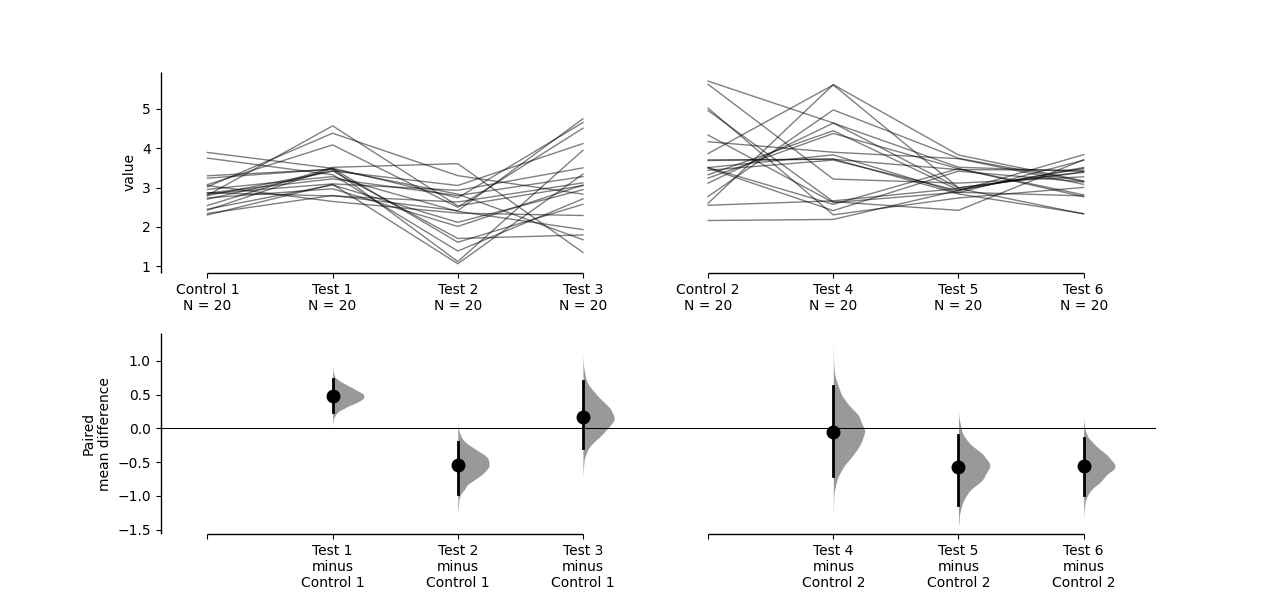 value
5
4
3
2
1
Control 1 Test 1 Test 2 Test 3 Control 2 Test 4 Test 5 Test 6
N = 20 N = 20 N = 20 N = 20 N = 20 N = 20 N = 20 N = 20
Paired
mean difference
1.0
0.5
0.0
−0.5
−1.0
−1.5
Test 1 Test 2 Test 3 Test 4 Test 5 Test 6
minus minus minus minus minus minus
Control 1 Control 1 Control 1 Control 2 Control 2 Control 2